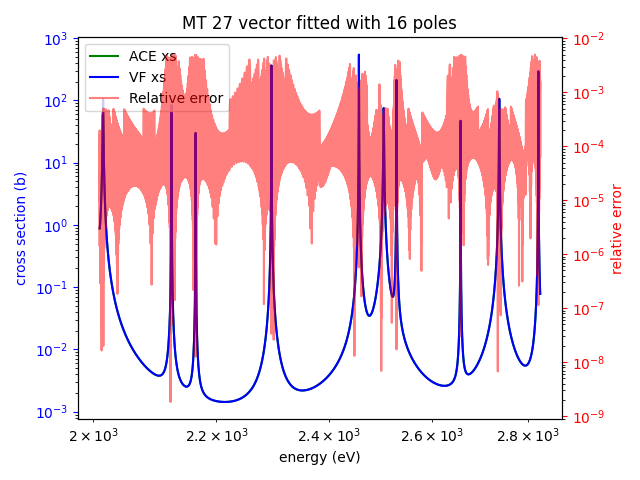 MT 27 vector fitted with 16 poles
ACE xs
VF xs
Relative error
10³
10²
10¹
10⁰
10⁻¹
10⁻²
10⁻³
cross section (b)
10⁻²
10⁻³
10⁻⁴
10⁻⁵
10⁻⁶
10⁻⁷
10⁻⁸
10⁻⁹
relative error
2 × 10³ 2.2 × 10³ 2.4 × 10³ 2.6 × 10³ 2.8 × 10³
energy (eV)